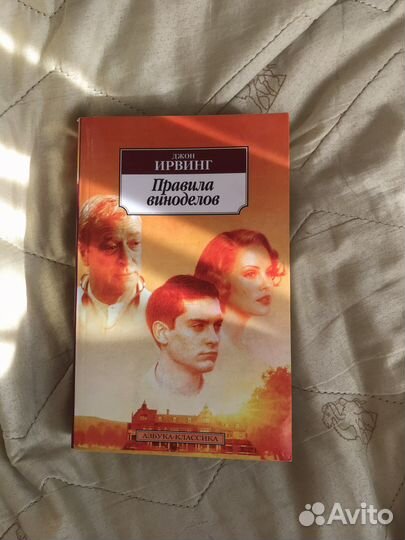 ДЖОН
ИРВИНГ
Правила
виноделов
АЗБУКА-КЛАССИКА
Avito